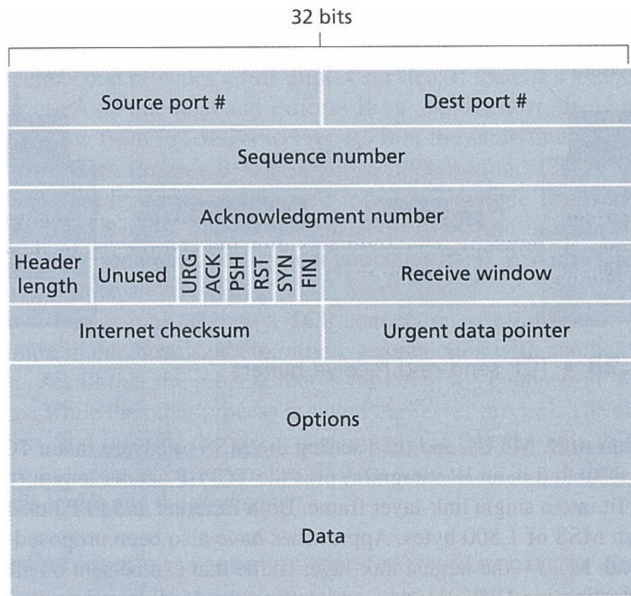 32 bits
Source port # Dest port #
Sequence number
Acknowledgment number
Header length Unused URG ACK PSH RST SYN FIN Receive window
Internet checksum Urgent data pointer
Options
Data